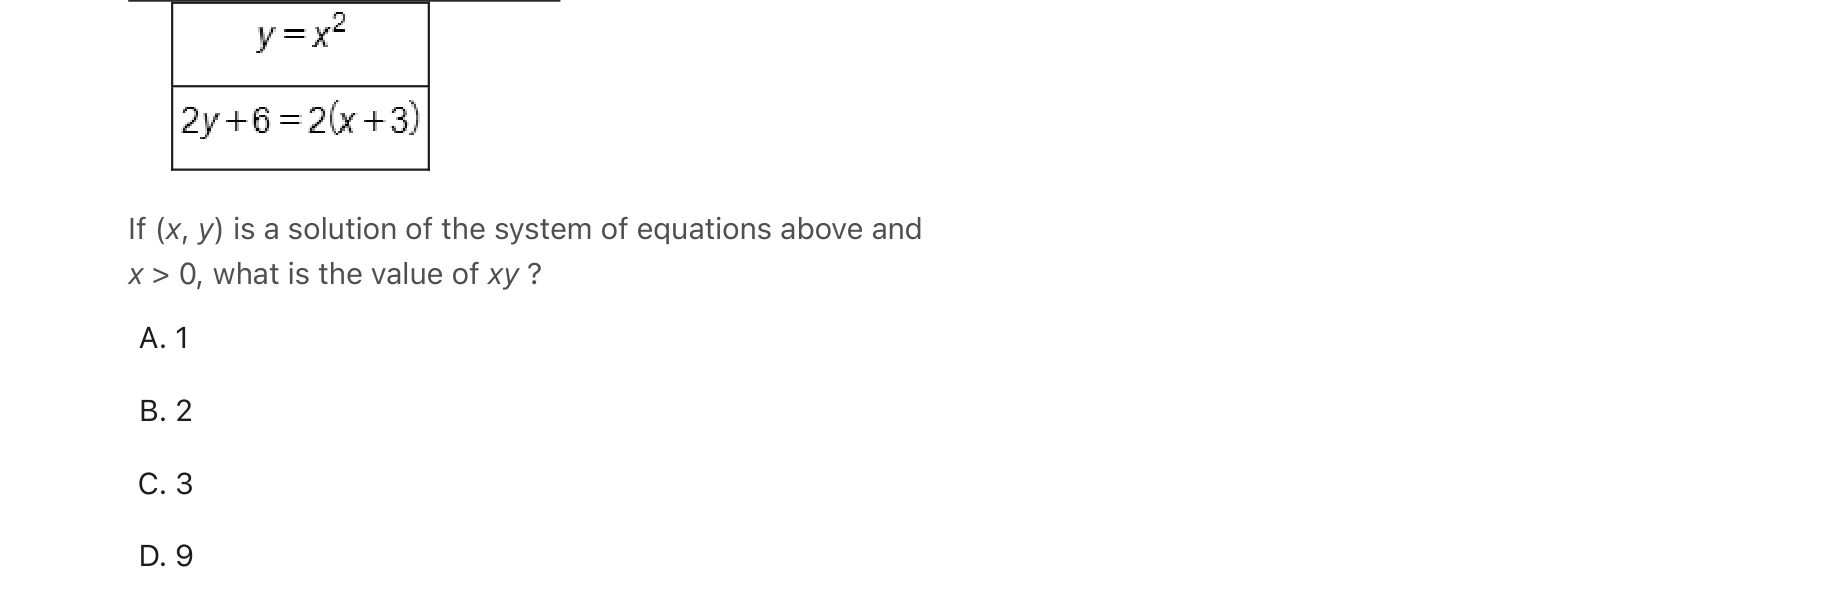 y = x²
2y + 6 = 2(x + 3)
If (x, y) is a solution of the system of equations above and
x > 0, what is the value of xy ?
A. 1
B. 2
C. 3
D. 9